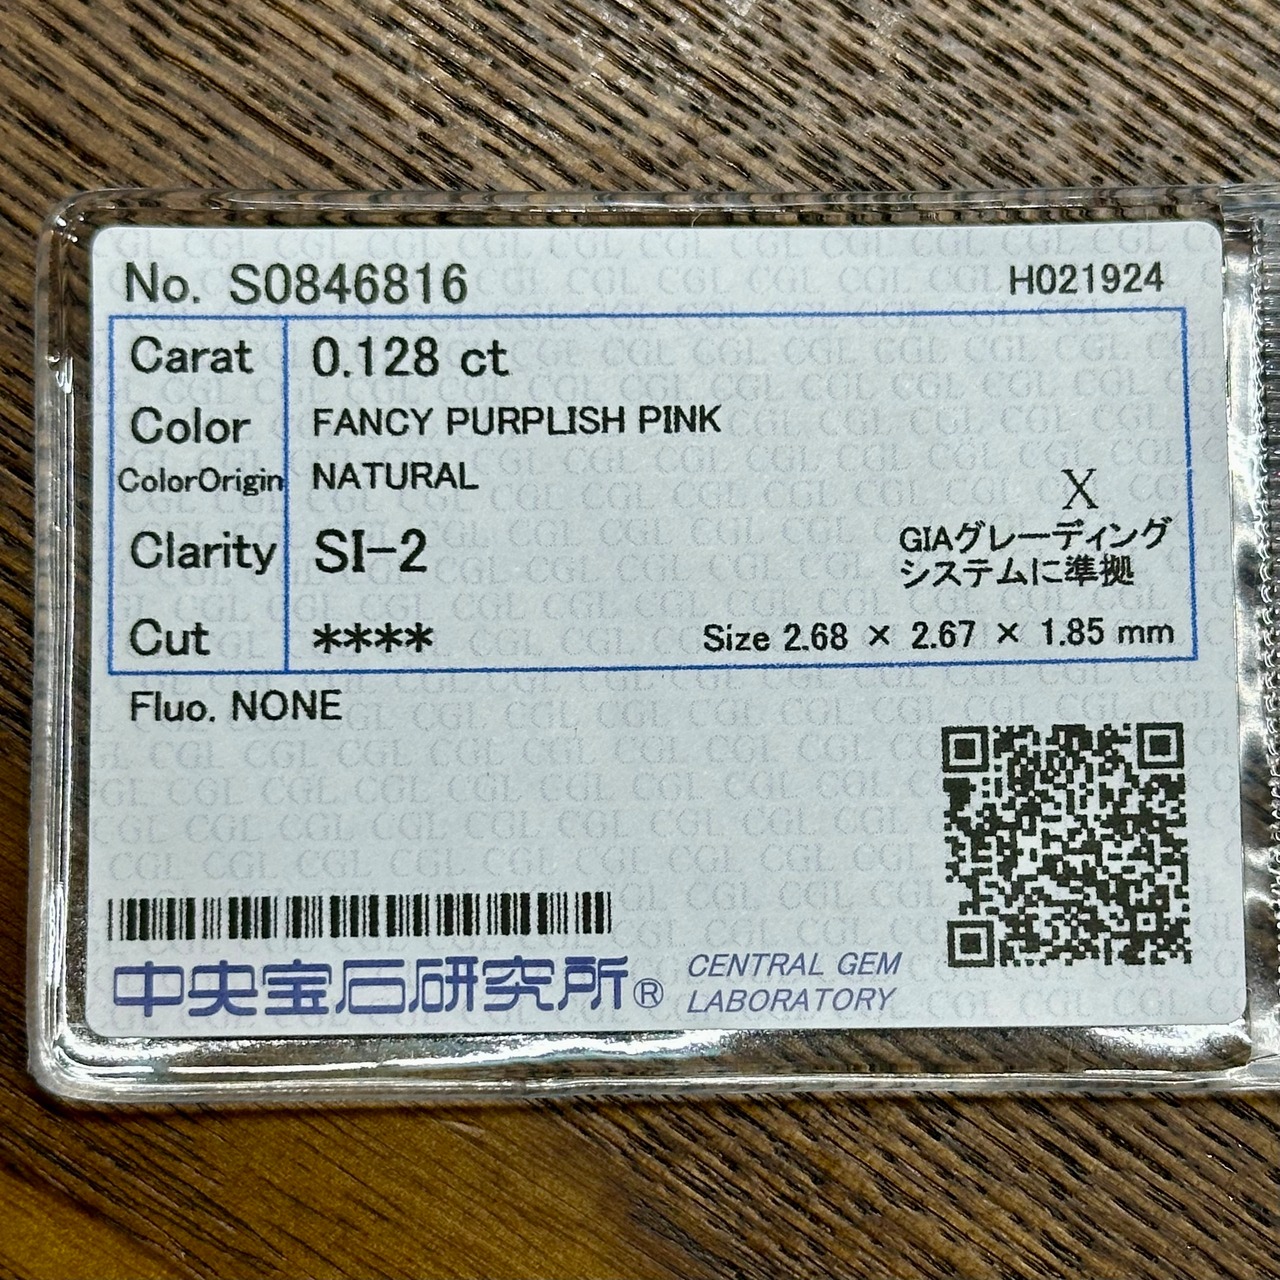 No. S0846816 H021924
Carat 0.128 ct
Color FANCY PURPLISH PINK
ColorOrigin NATURAL
X
GIAグレーディング
システムに準拠
Clarity SI-2
Cut **** Size 2.68 × 2.67 × 1.85 mm
Fluo. NONE
中央宝石研究所® CENTRAL GEM
LABORATORY